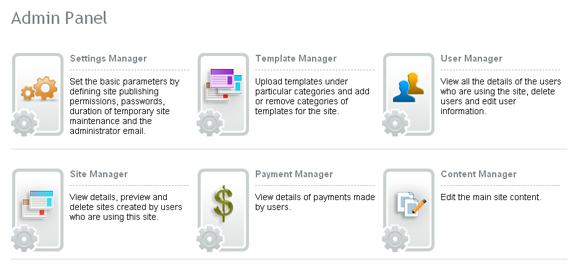 Admin Panel
Settings Manager
Set the basic parameters by
defining site publishing
permissions, passwords,
duration of temporary site
maintenance and the
administrator email.
Template Manager
Upload templates under
particular categories and add
or remove categories of
templates for the site.
User Manager
View all the details of the users
who are using the site, delete
users and edit user
information.
Site Manager
View details, preview and
delete sites created by users
who are using this site.
Payment Manager
View details of payments made
by users.
Content Manager
Edit the main site content.